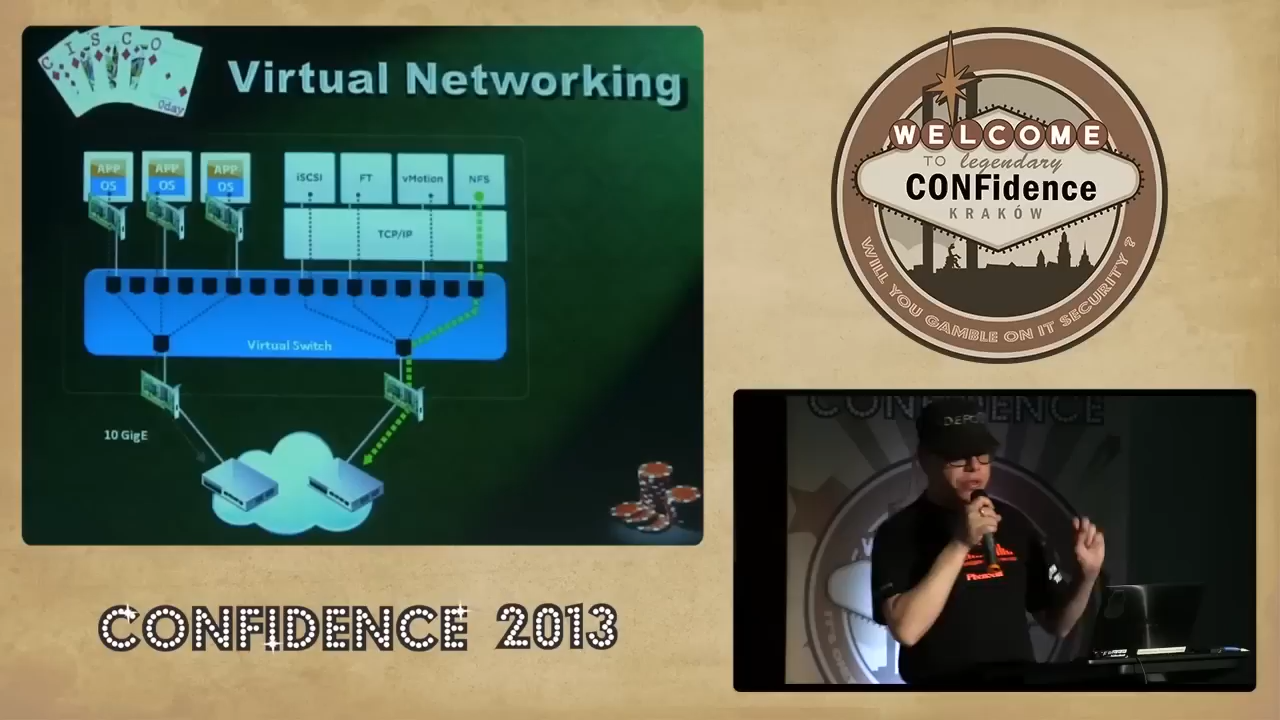 CISCO
0day
Virtual Networking
APP
OS
APP
OS
APP
OS
iSCSI
FT
vMotion
NFS
TCP/IP
Virtual Switch
10 GigE
CONFIDENCE 2013
WELCOME
TO legendary
CONFidence
KRAKÓW
WILL YOU GAMBLE ON IT SECURITY?
CONFIDENCE